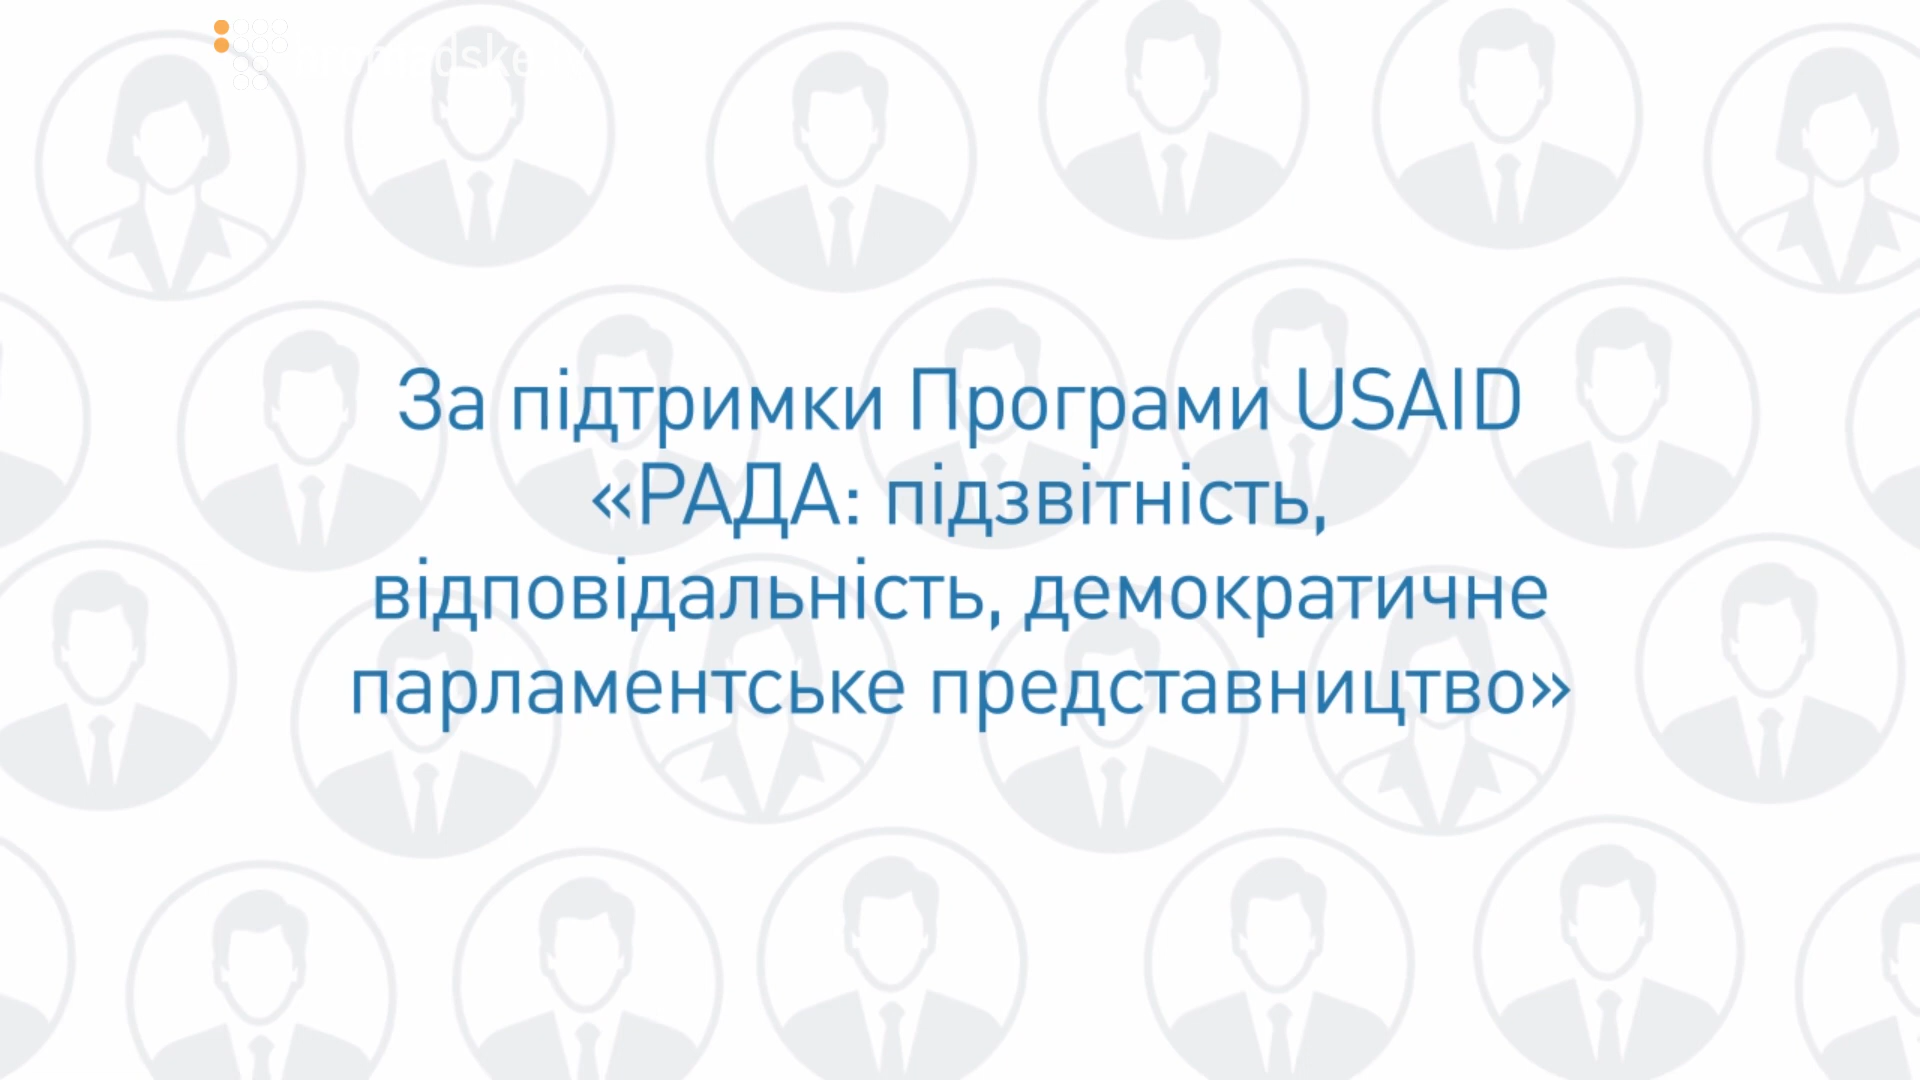 За підтримки Програми USAID
«РАДА: підзвітність,
відповідальність, демократичне
парламентське представництво»